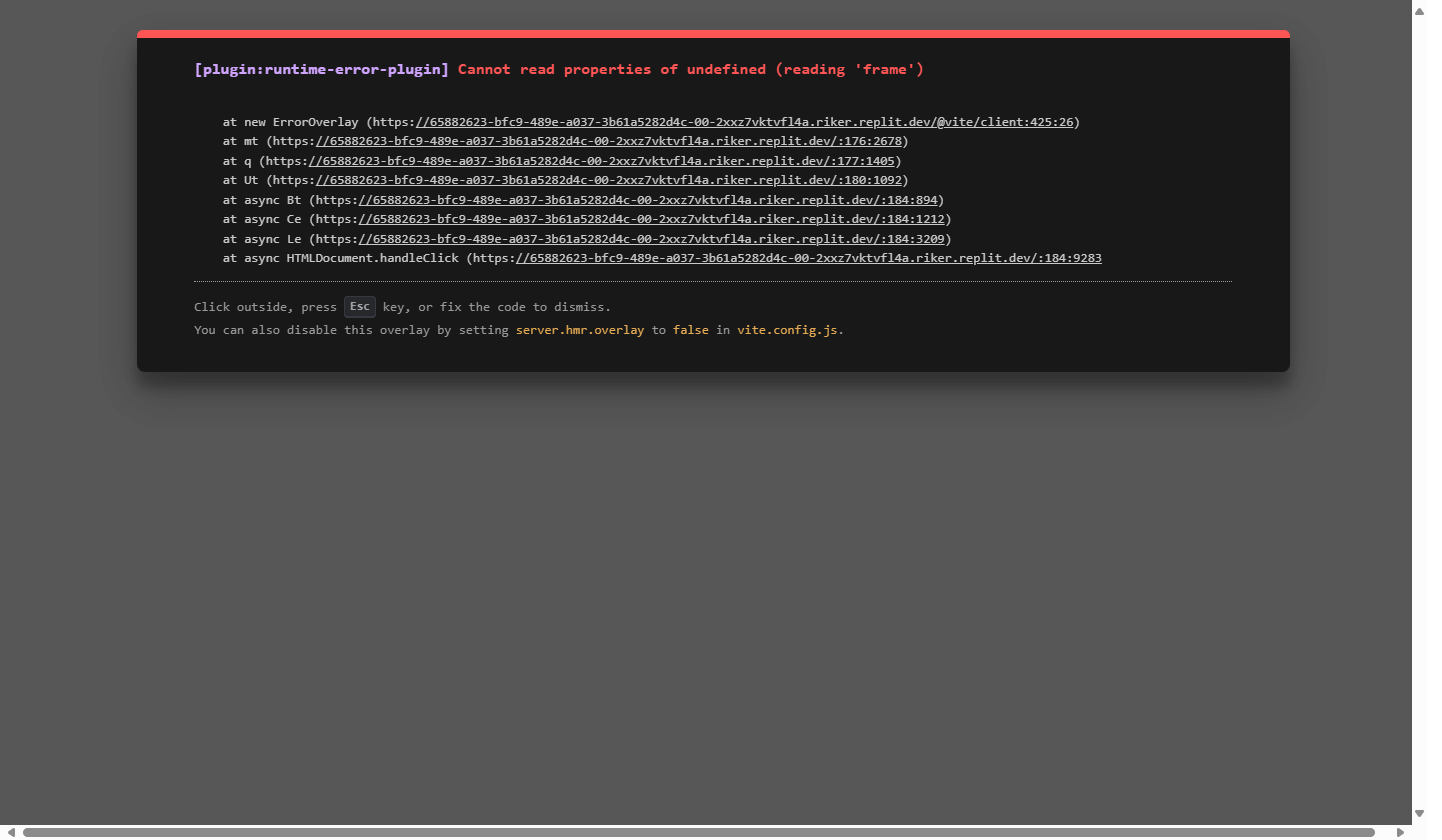 [plugin:runtime-error-plugin] Cannot read properties of undefined (reading 'frame')
at new ErrorOverlay (https://65882623-bfc9-489e-a037-3b61a5282d4c-00-2xxz7vktvfl4a.riker.replit.dev/@vite/client:425:26)
at mt (https://65882623-bfc9-489e-a037-3b61a5282d4c-00-2xxz7vktvfl4a.riker.replit.dev/:176:2678)
at q (https://65882623-bfc9-489e-a037-3b61a5282d4c-00-2xxz7vktvfl4a.riker.replit.dev/:177:1405)
at Ut (https://65882623-bfc9-489e-a037-3b61a5282d4c-00-2xxz7vktvfl4a.riker.replit.dev/:180:1092)
at async Bt (https://65882623-bfc9-489e-a037-3b61a5282d4c-00-2xxz7vktvfl4a.riker.replit.dev/:184:894)
at async Ce (https://65882623-bfc9-489e-a037-3b61a5282d4c-00-2xxz7vktvfl4a.riker.replit.dev/:184:1212)
at async Le (https://65882623-bfc9-489e-a037-3b61a5282d4c-00-2xxz7vktvfl4a.riker.replit.dev/:184:3209)
at async HTMLDocument.handleClick (https://65882623-bfc9-489e-a037-3b61a5282d4c-00-2xxz7vktvfl4a.riker.replit.dev/:184:9283
Click outside, press Esc key, or fix the code to dismiss.
You can also disable this overlay by setting server.hmr.overlay to false in vite.config.js.